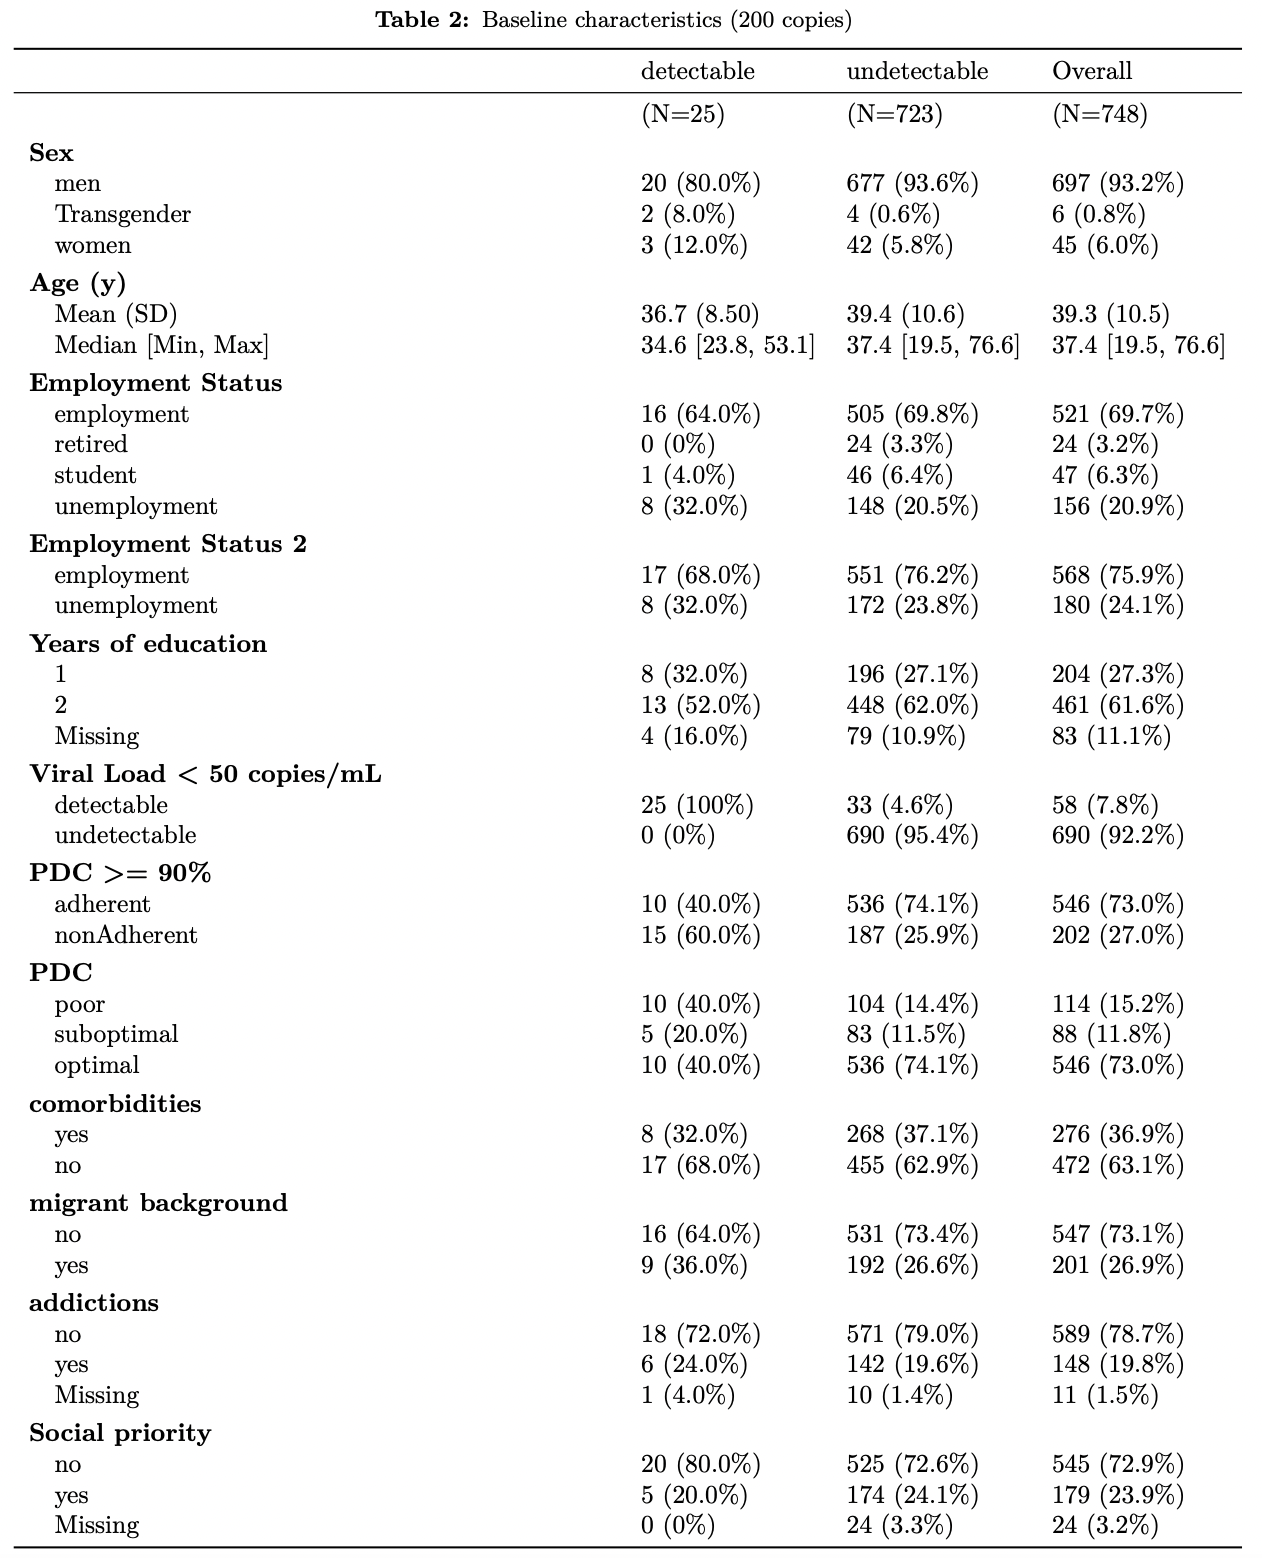 Table 2: Baseline characteristics (200 copies)
detectable undetectable Overall
(N=25) (N=723) (N=748)
Sex
men 20 (80.0%) 677 (93.6%) 697 (93.2%)
Transgender 2 (8.0%) 4 (0.6%) 6 (0.8%)
women 3 (12.0%) 42 (5.8%) 45 (6.0%)
Age (y)
Mean (SD) 36.7 (8.50) 39.4 (10.6) 39.3 (10.5)
Median [Min, Max] 34.6 [23.8, 53.1] 37.4 [19.5, 76.6] 37.4 [19.5, 76.6]
Employment Status
employment 16 (64.0%) 505 (69.8%) 521 (69.7%)
retired 0 (0%) 24 (3.3%) 24 (3.2%)
student 1 (4.0%) 46 (6.4%) 47 (6.3%)
unemployment 8 (32.0%) 148 (20.5%) 156 (20.9%)
Employment Status 2
employment 17 (68.0%) 551 (76.2%) 568 (75.9%)
unemployment 8 (32.0%) 172 (23.8%) 180 (24.1%)
Years of education
1 8 (32.0%) 196 (27.1%) 204 (27.3%)
2 13 (52.0%) 448 (62.0%) 461 (61.6%)
Missing 4 (16.0%) 79 (10.9%) 83 (11.1%)
Viral Load < 50 copies/mL
detectable 25 (100%) 33 (4.6%) 58 (7.8%)
undetectable 0 (0%) 690 (95.4%) 690 (92.2%)
PDC >= 90%
adherent 10 (40.0%) 536 (74.1%) 546 (73.0%)
nonAdherent 15 (60.0%) 187 (25.9%) 202 (27.0%)
PDC
poor 10 (40.0%) 104 (14.4%) 114 (15.2%)
suboptimal 5 (20.0%) 83 (11.5%) 88 (11.8%)
optimal 10 (40.0%) 536 (74.1%) 546 (73.0%)
comorbidities
yes 8 (32.0%) 268 (37.1%) 276 (36.9%)
no 17 (68.0%) 455 (62.9%) 472 (63.1%)
migrant background
no 16 (64.0%) 531 (73.4%) 547 (73.1%)
yes 9 (36.0%) 192 (26.6%) 201 (26.9%)
addictions
no 18 (72.0%) 571 (79.0%) 589 (78.7%)
yes 6 (24.0%) 142 (19.6%) 148 (19.8%)
Missing 1 (4.0%) 10 (1.4%) 11 (1.5%)
Social priority
no 20 (80.0%) 525 (72.6%) 545 (72.9%)
yes 5 (20.0%) 174 (24.1%) 179 (23.9%)
Missing 0 (0%) 24 (3.3%) 24 (3.2%)